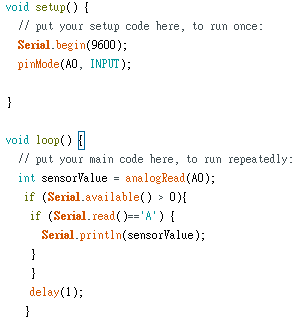 void setup() {
  // put your setup code here, to run once:
  Serial.begin(9600);
  pinMode(A0, INPUT);
}
void loop() {
  // put your main code here, to run repeatedly:
  int sensorValue = analogRead(A0);
   if (Serial.available() > 0){
    if (Serial.read()=='A') {
      Serial.println(sensorValue);
    }
    }
    delay(1);
   }